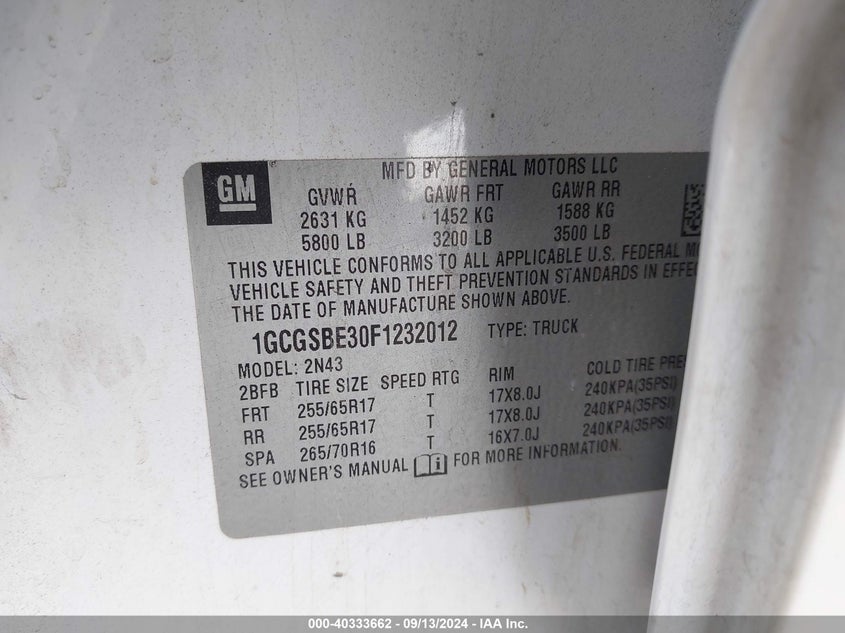 MFD BY GENERAL MOTORS LLC
GM
GVWR GAWR FRT GAWR RR
2631 KG 1452 KG 1588 KG
5800 LB 3200 LB 3500 LB
THIS VEHICLE CONFORMS TO ALL APPLICABLE U.S. FEDERAL
VEHICLE SAFETY AND THEFT PREVENTION STANDARDS IN EFFE
THE DATE OF MANUFACTURE SHOWN ABOVE.
1GCGSBE30F1232012 TYPE: TRUCK
MODEL: 2N43
2BFB TIRE SIZE SPEED RTG RIM COLD TIRE PRE
FRT 255/65R17 T 17X8.0J 240KPA(35PSI)
RR 255/65R17 T 17X8.0J 240KPA(35PSI)
SPA 265/70R16 T 16X7.0J 240KPA(35PSI)
SEE OWNER'S MANUAL FOR MORE INFORMATION.
000-40333662 - 09/13/2024 - IAA Inc.